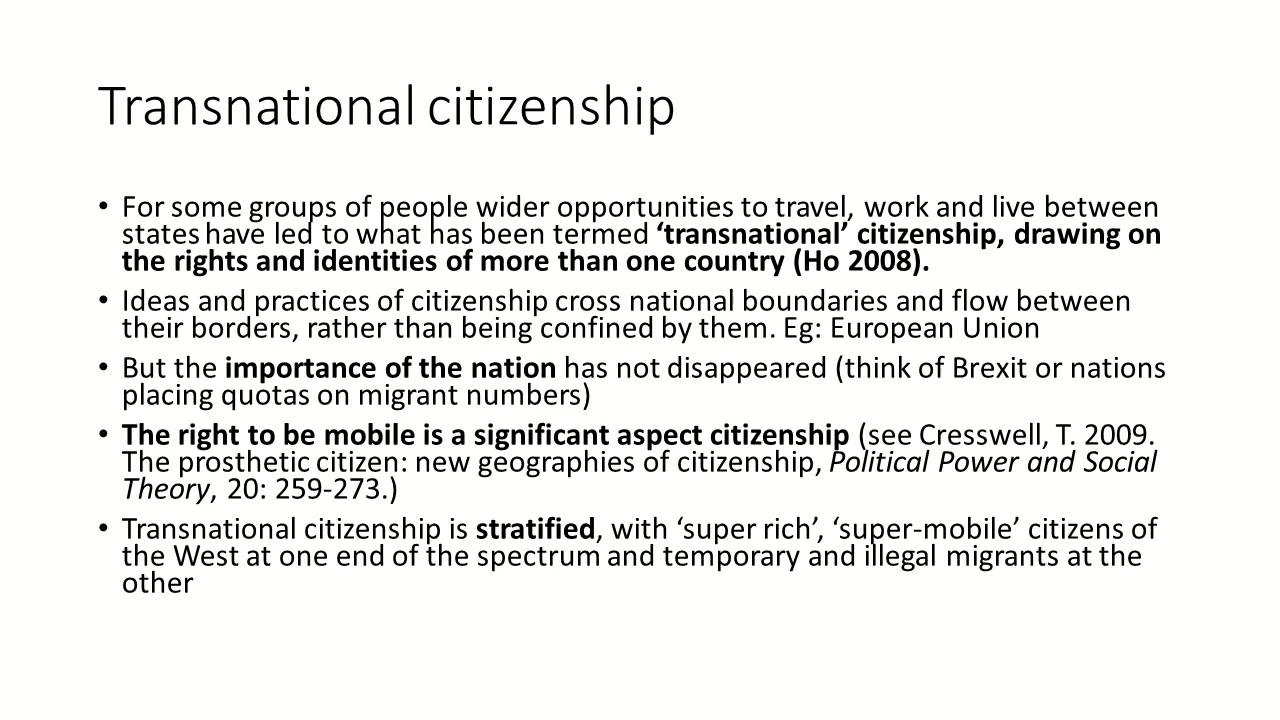 Transnational citizenship
• For some groups of people wider opportunities to travel, work and live between
states have led to what has been termed ‘transnational’ citizenship, drawing on
the rights and identities of more than one country (Ho 2008).
• Ideas and practices of citizenship cross national boundaries and flow between
their borders, rather than being confined by them. Eg: European Union
• But the importance of the nation has not disappeared (think of Brexit or nations
placing quotas on migrant numbers)
• The right to be mobile is a significant aspect citizenship (see Cresswell, T. 2009.
The prosthetic citizen: new geographies of citizenship, Political Power and Social
Theory, 20: 259-273.)
• Transnational citizenship is stratified, with ‘super rich’, ‘super-mobile’ citizens of
the West at one end of the spectrum and temporary and illegal migrants at the
other